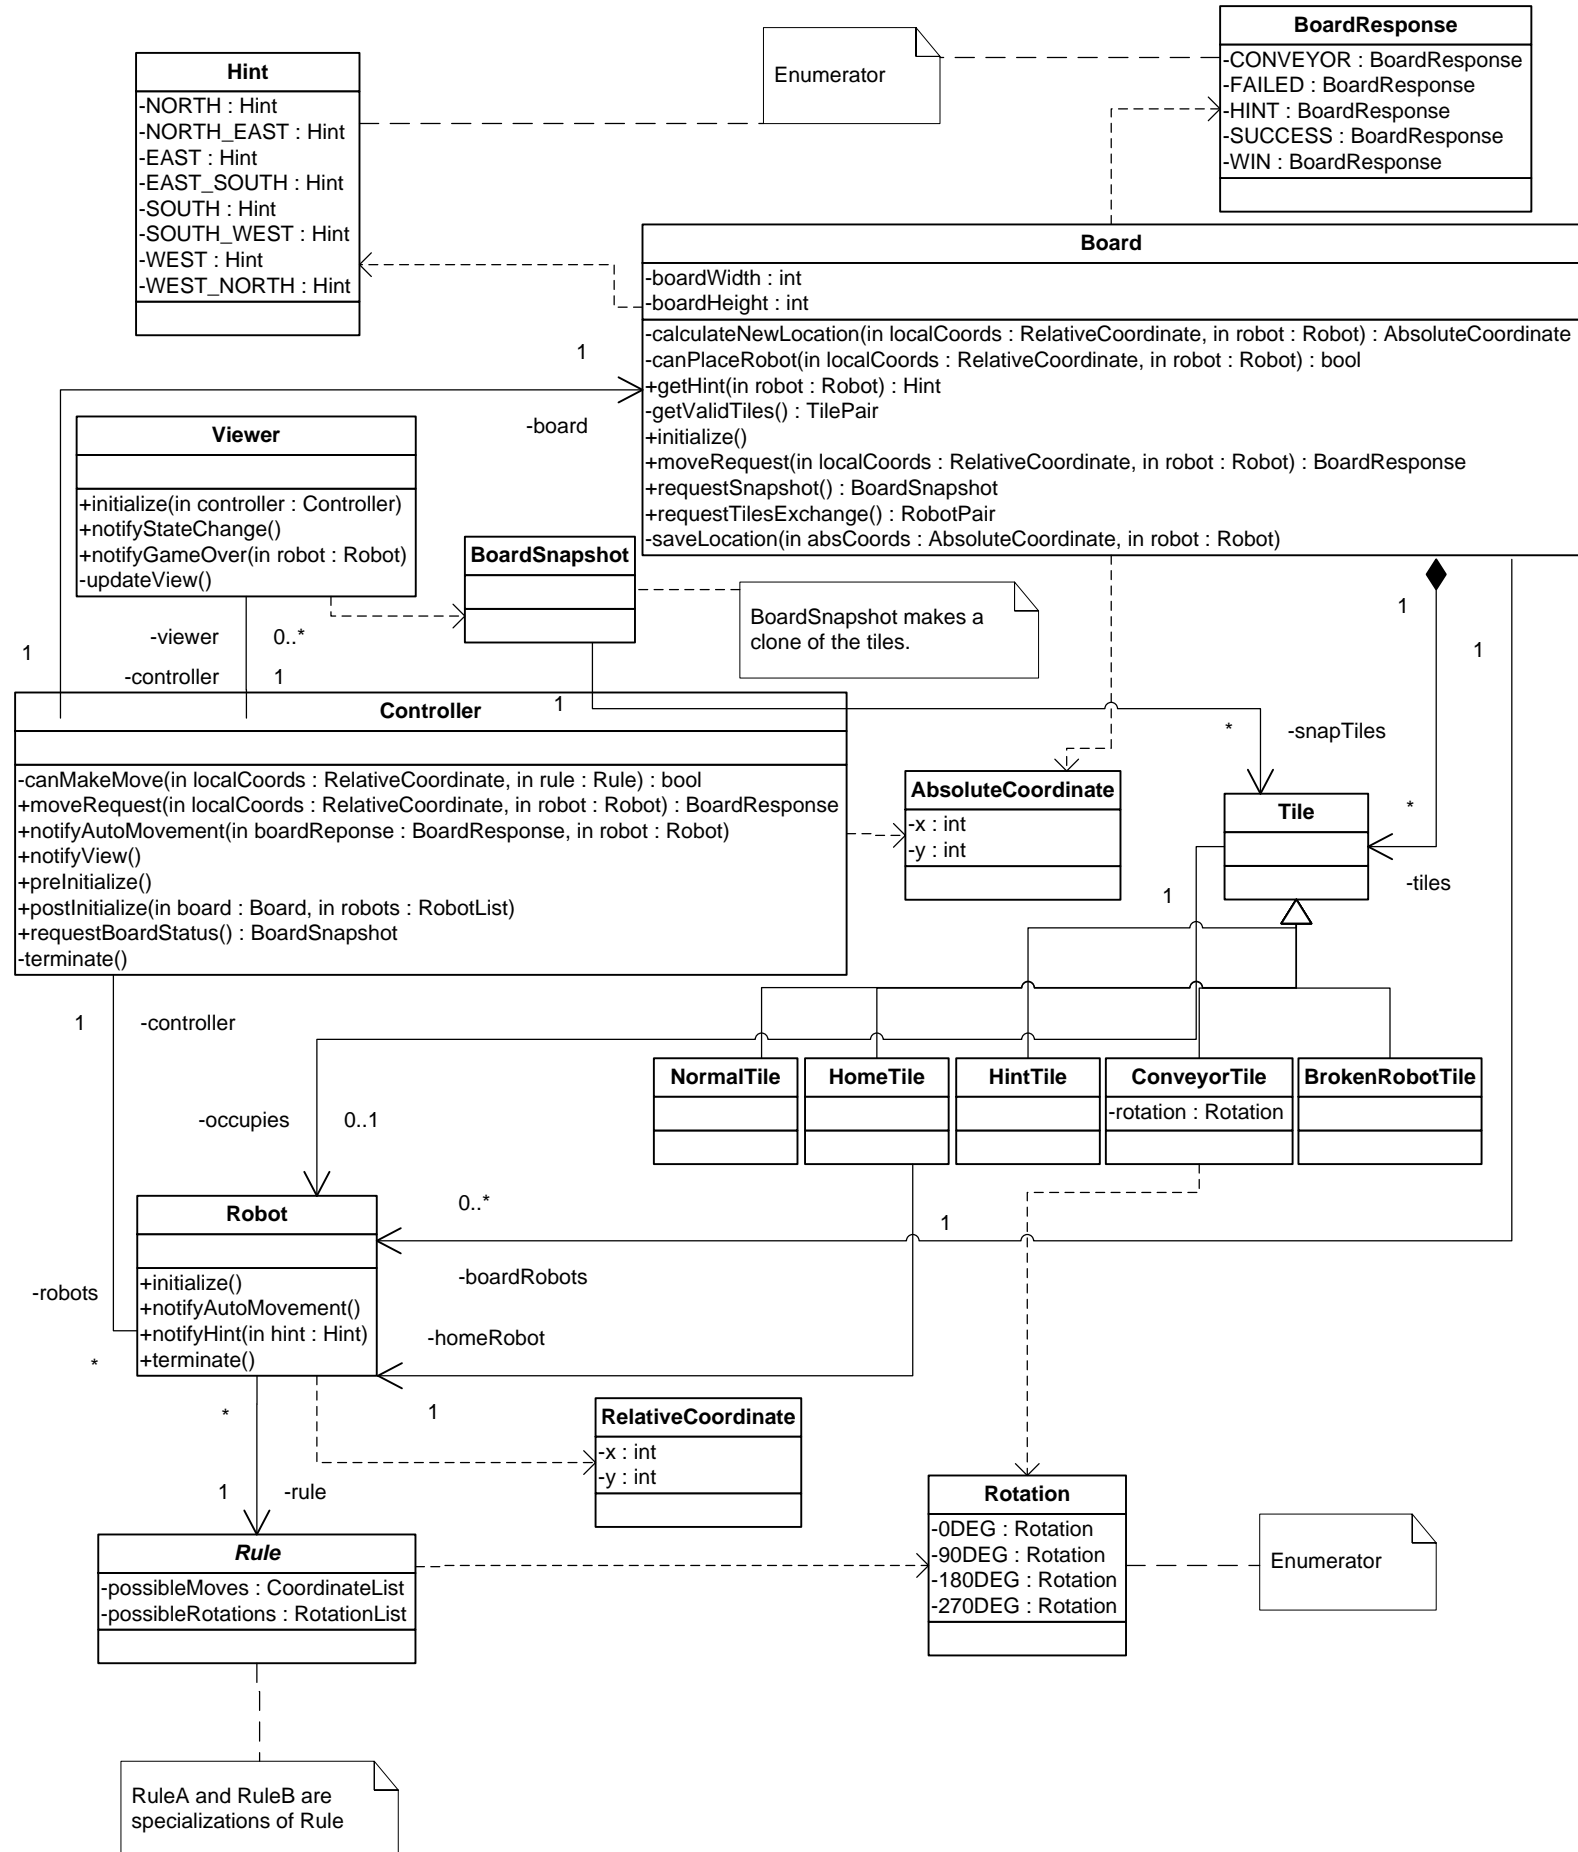 BoardResponse
-CONVEYOR : BoardResponse
-FAILED : BoardResponse
-HINT : BoardResponse
-SUCCESS : BoardResponse
-WIN : BoardResponse
Enumerator
Hint
-NORTH : Hint
-NORTH_EAST : Hint
-EAST : Hint
-EAST_SOUTH : Hint
-SOUTH : Hint
-SOUTH_WEST : Hint
-WEST : Hint
-WEST_NORTH : Hint
Board
-boardWidth : int
-boardHeight : int
-calculateNewLocation(in localCoords : RelativeCoordinate, in robot : Robot) : AbsoluteCoordinate
-canPlaceRobot(in localCoords : RelativeCoordinate, in robot : Robot) : bool
+getHint(in robot : Robot) : Hint
-getValidTiles() : TilePair
+initialize()
+moveRequest(in localCoords : RelativeCoordinate, in robot : Robot) : BoardResponse
+requestSnapshot() : BoardSnapshot
+requestTilesExchange() : RobotPair
-saveLocation(in absCoords : AbsoluteCoordinate, in robot : Robot)
1
-board
Viewer
+initialize(in controller : Controller)
+notifyStateChange()
+notifyGameOver(in robot : Robot)
-updateView()
BoardSnapshot
BoardSnapshot makes a
clone of the tiles.
1
1
-viewer
0..*
1
-controller
1
Controller
-canMakeMove(in localCoords : RelativeCoordinate, in rule : Rule) : bool
+moveRequest(in localCoords : RelativeCoordinate, in robot : Robot) : BoardResponse
+notifyAutoMovement(in boardReponse : BoardResponse, in robot : Robot)
+notifyView()
+preInitialize()
+postInitialize(in board : Board, in robots : RobotList)
+requestBoardStatus() : BoardSnapshot
-terminate()
1
*
-snapTiles
AbsoluteCoordinate
-x : int
-y : int
Tile
*
-tiles
1
1
-controller
NormalTile
HomeTile
HintTile
ConveyorTile
-rotation : Rotation
BrokenRobotTile
-occupies
0..1
Robot
+initialize()
+notifyAutoMovement()
+notifyHint(in hint : Hint)
+terminate()
0..*
1
-boardRobots
-robots
*
-homeRobot
1
*
1
-rule
RelativeCoordinate
-x : int
-y : int
Rule
-possibleMoves : CoordinateList
-possibleRotations : RotationList
Rotation
-0DEG : Rotation
-90DEG : Rotation
-180DEG : Rotation
-270DEG : Rotation
Enumerator
RuleA and RuleB are
specializations of Rule